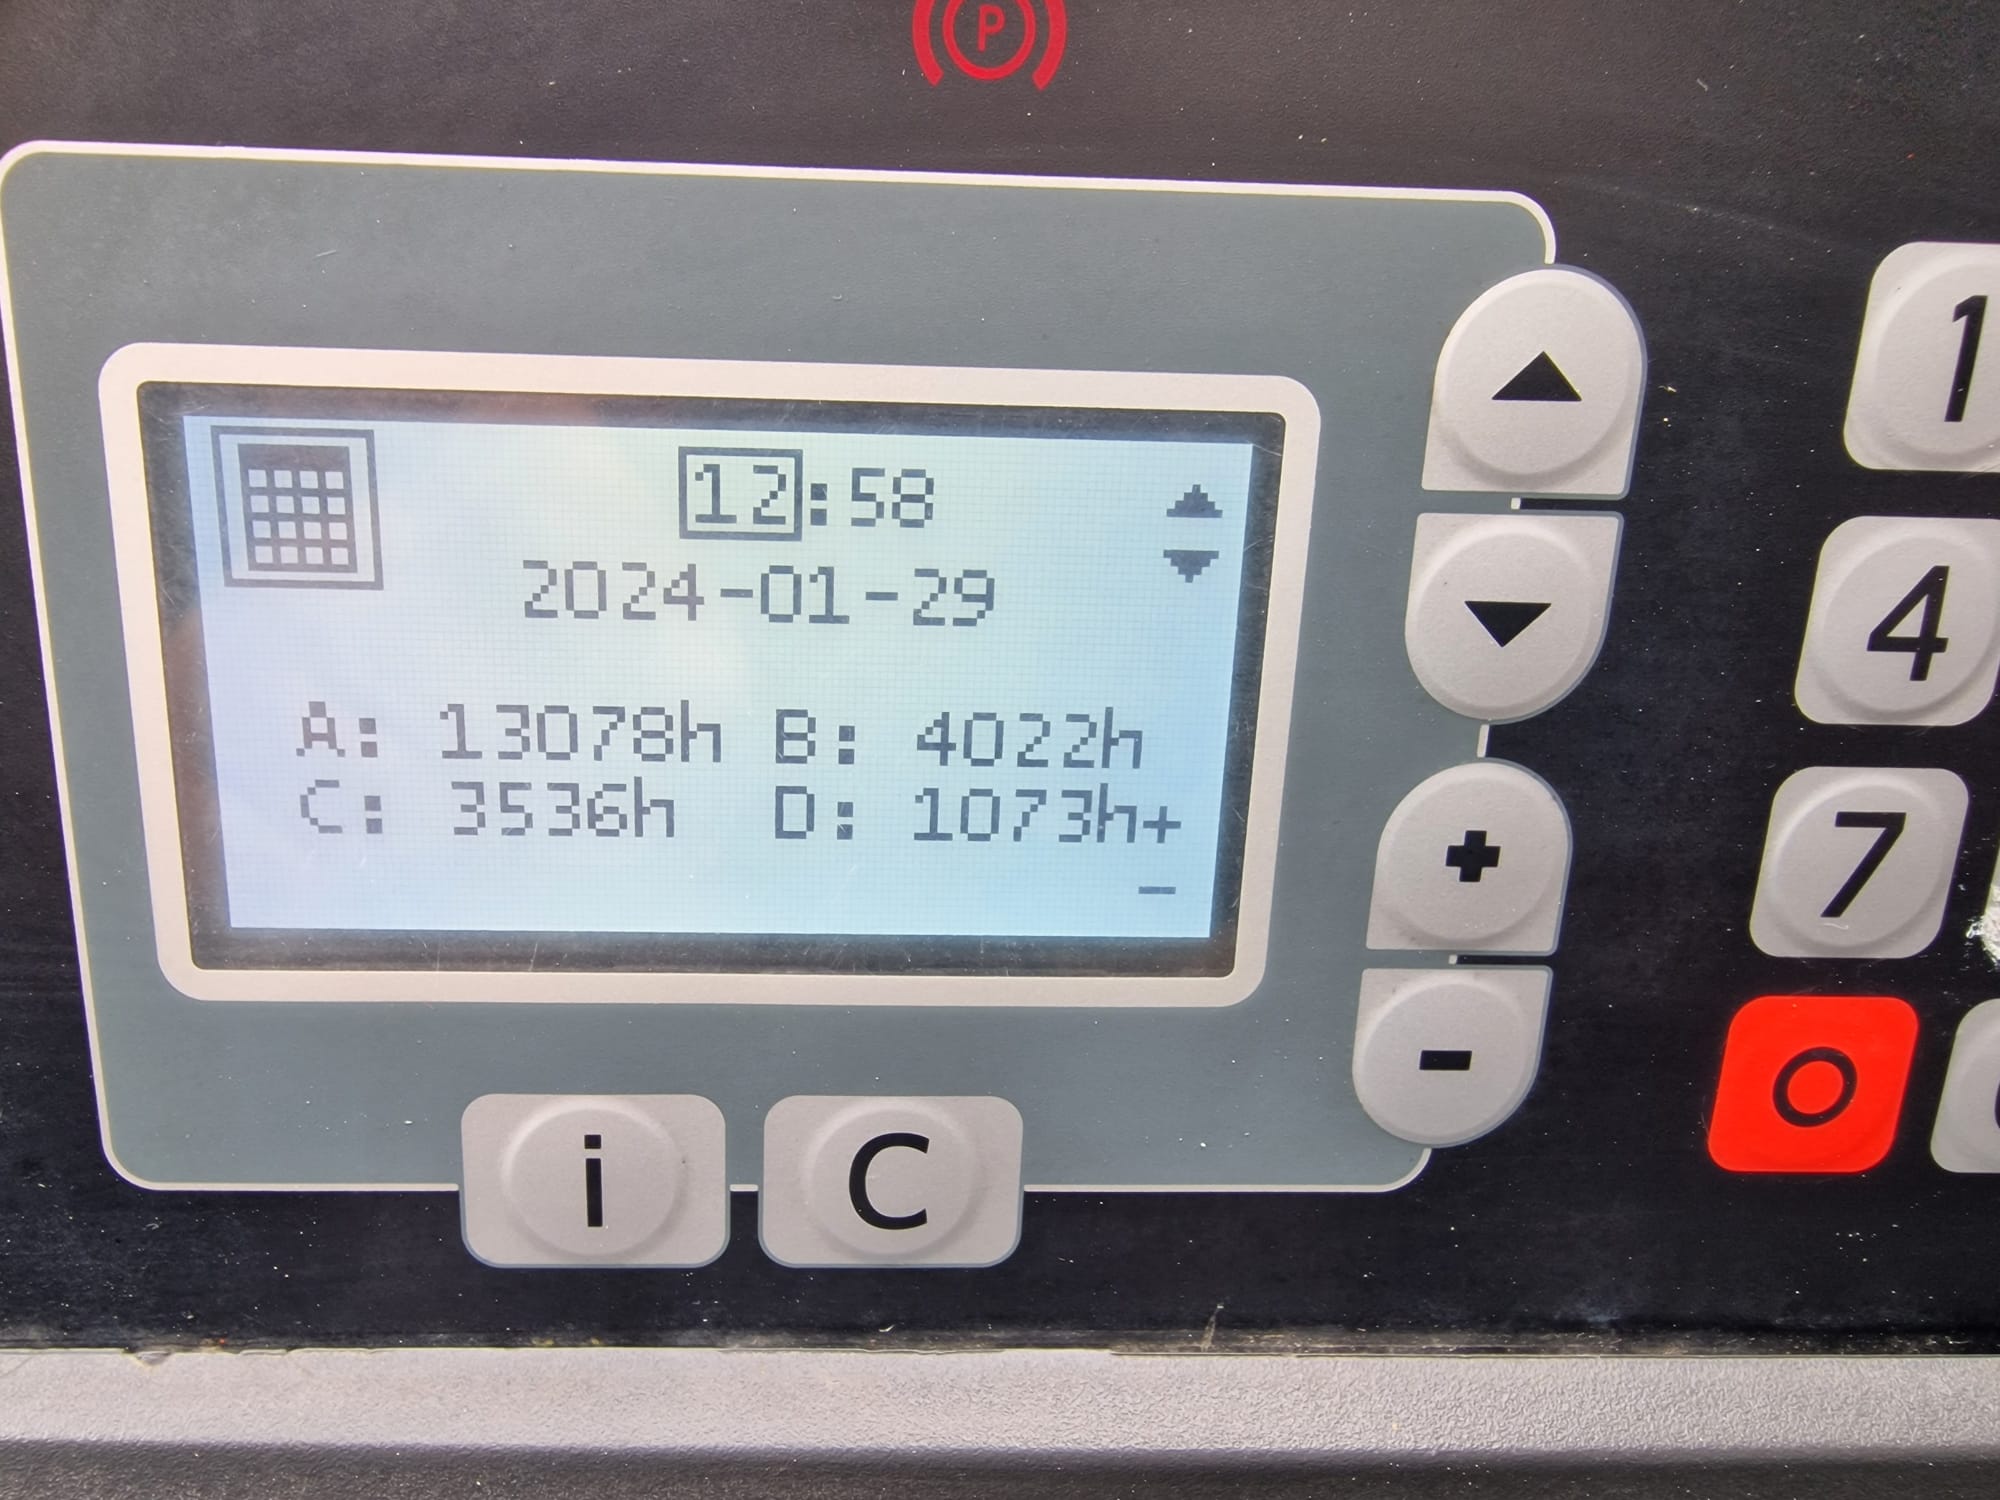 P
12:58
2024-01-29
A: 13078h B: 4022h
C: 3536h D: 1073h+
-
1
4
+
7
-
O
i C